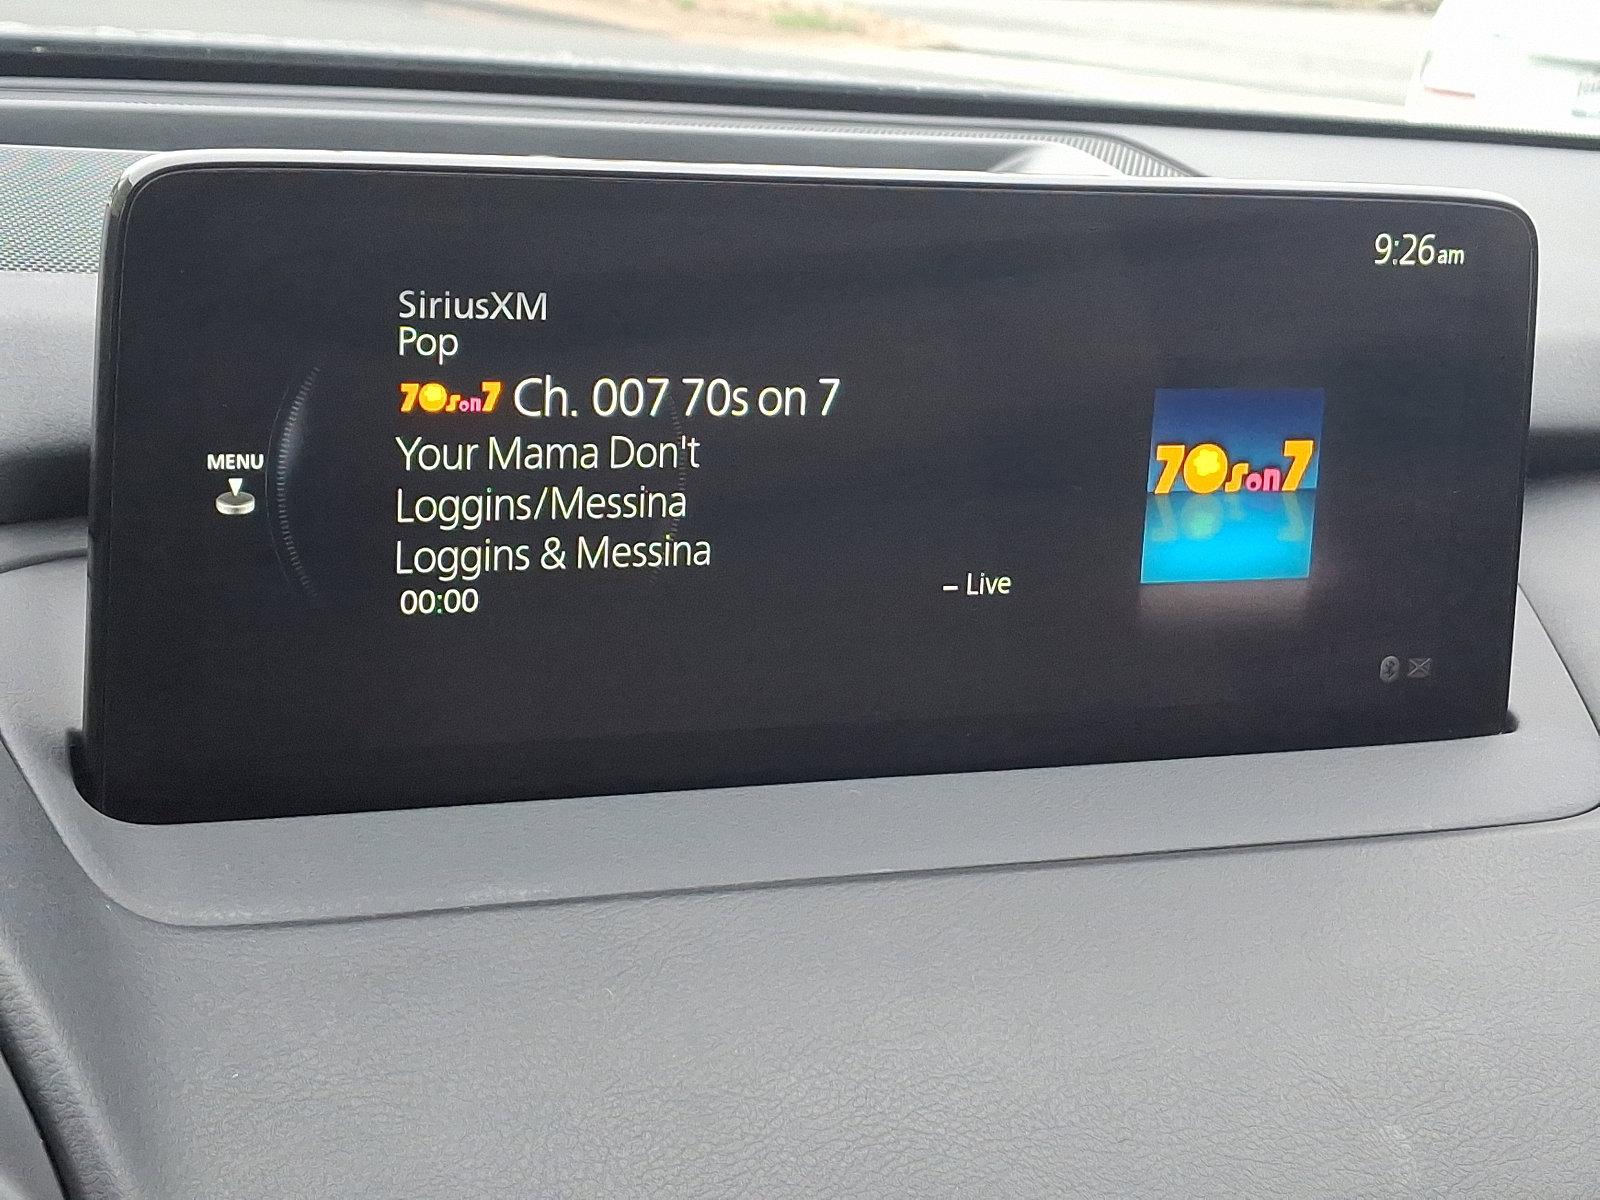 9:26am
SiriusXM
Pop
70s on 7 Ch. 007 70s on 7
Your Mama Don't
Loggins/Messina
Loggins & Messina
00:00
– Live
MENU
70s on 7